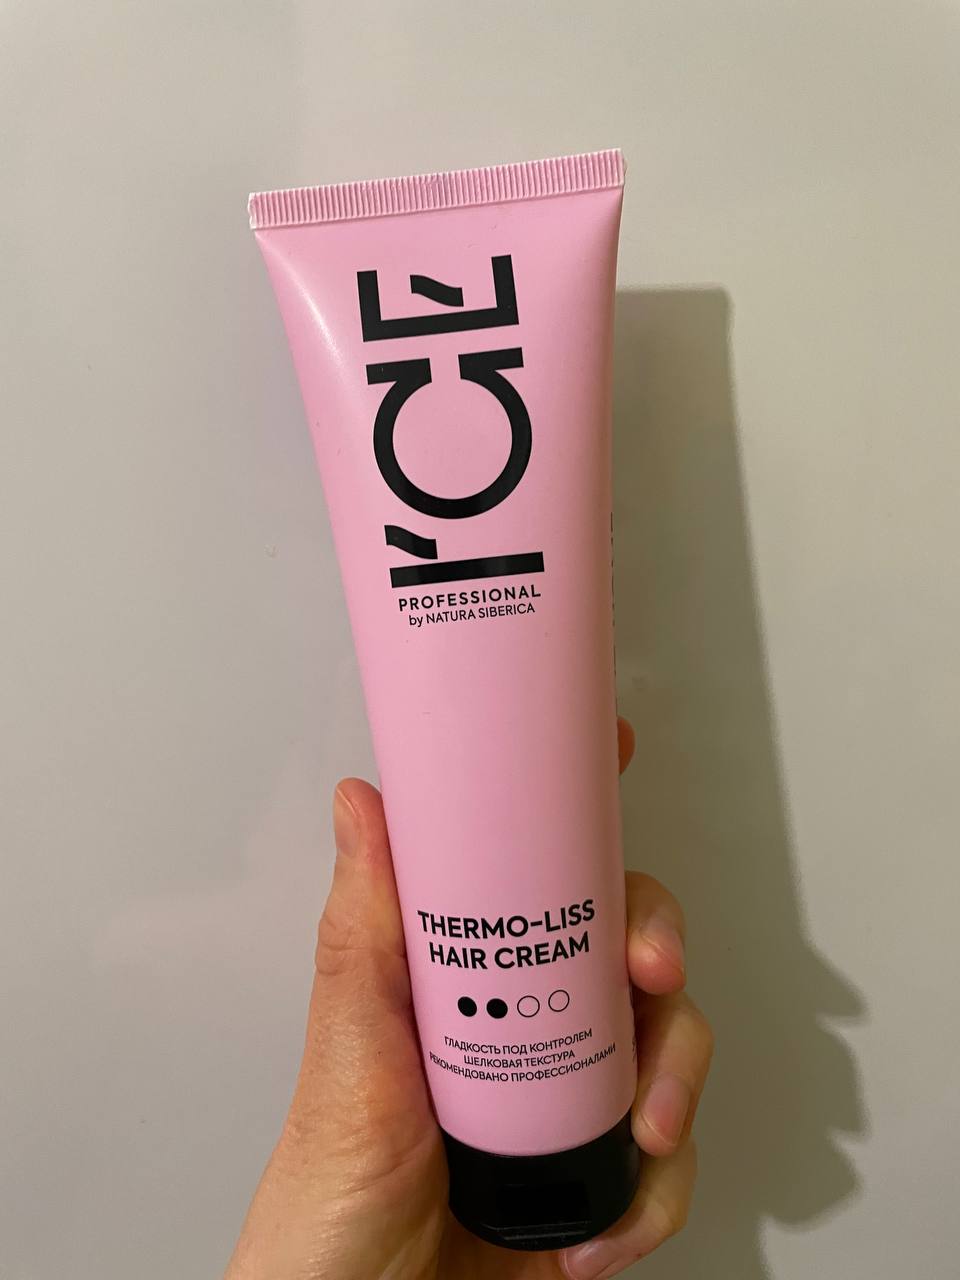 I'CE
PROFESSIONAL
by NATURA SIBERICA
THERMO-LISS
HAIR CREAM
ГЛАДКОСТЬ ПОД КОНТРОЛЕМ
ШЕЛКОВАЯ ТЕКСТУРА
РЕКОМЕНДОВАНО ПРОФЕССИОНАЛАМИ